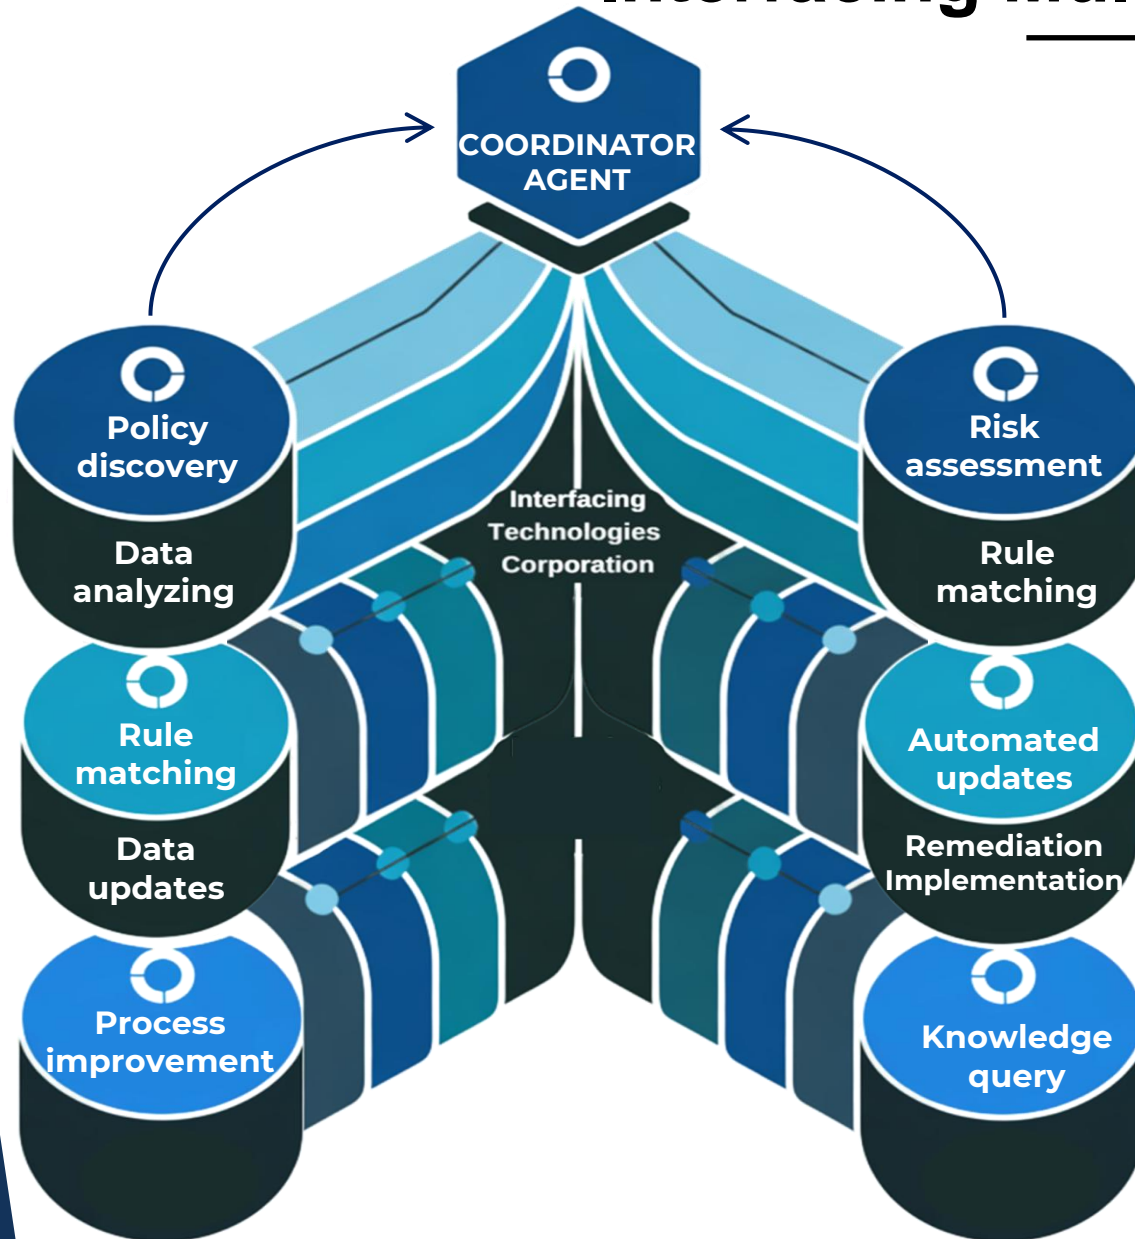 COORDINATOR
AGENT
Policy
discovery
Data
analyzing
Risk
assessment
Rule
matching
Interfacing
Technologies
Corporation
Rule
matching
Data
updates
Automated
updates
Remediation
Implementation
Process
improvement
Knowledge
query